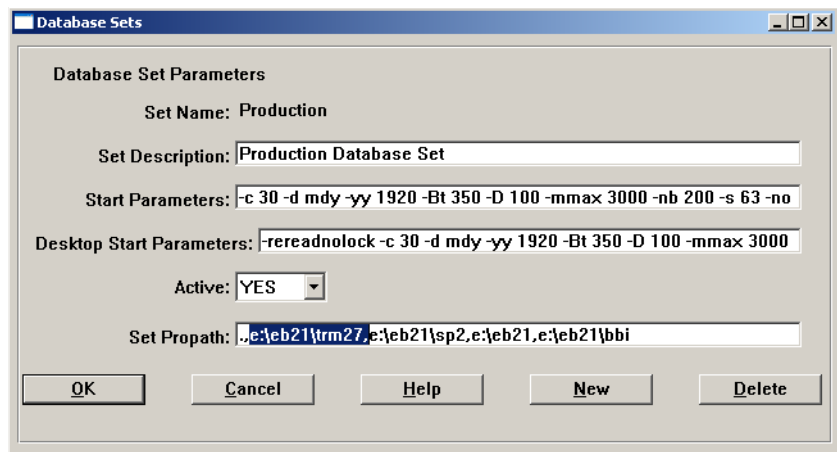 Database Sets
Database Set Parameters
Set Name: Production
Set Description: Production Database Set
Start Parameters: -c 30 -d mdy -yy 1920 -Bt 350 -D 100 -mmax 3000 -nb 200 -s 63 -no
Desktop Start Parameters: -rereadnolock -c 30 -d mdy -yy 1920 -Bt 350 -D 100 -mmax 3000
Active: YES
Set Propath: .,e:\eb21\trm27,e:\eb21\sp2,e:\eb21,e:\eb21\bbi
OK Cancel Help New Delete